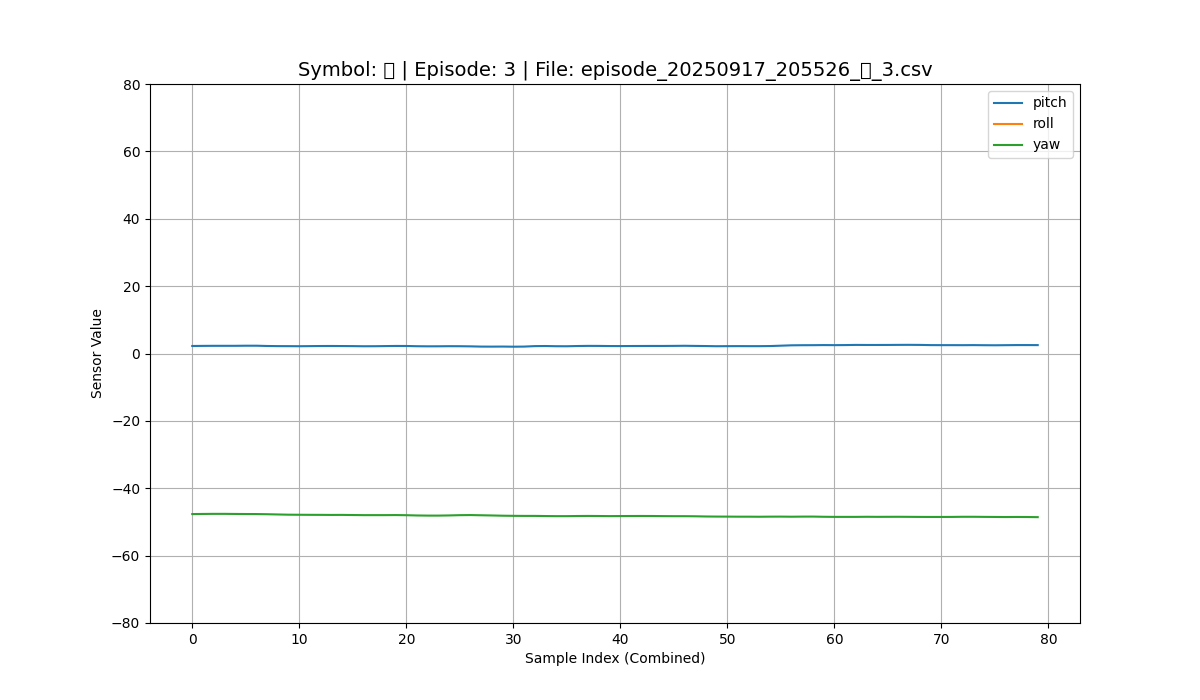 Symbol: | Episode: 3 | File: episode_20250917_205526_ _3.csv
80
60
40
20
0
−20
−40
−60
−80
Sensor Value
pitch
roll
yaw
0 10 20 30 40 50 60 70 80
Sample Index (Combined)